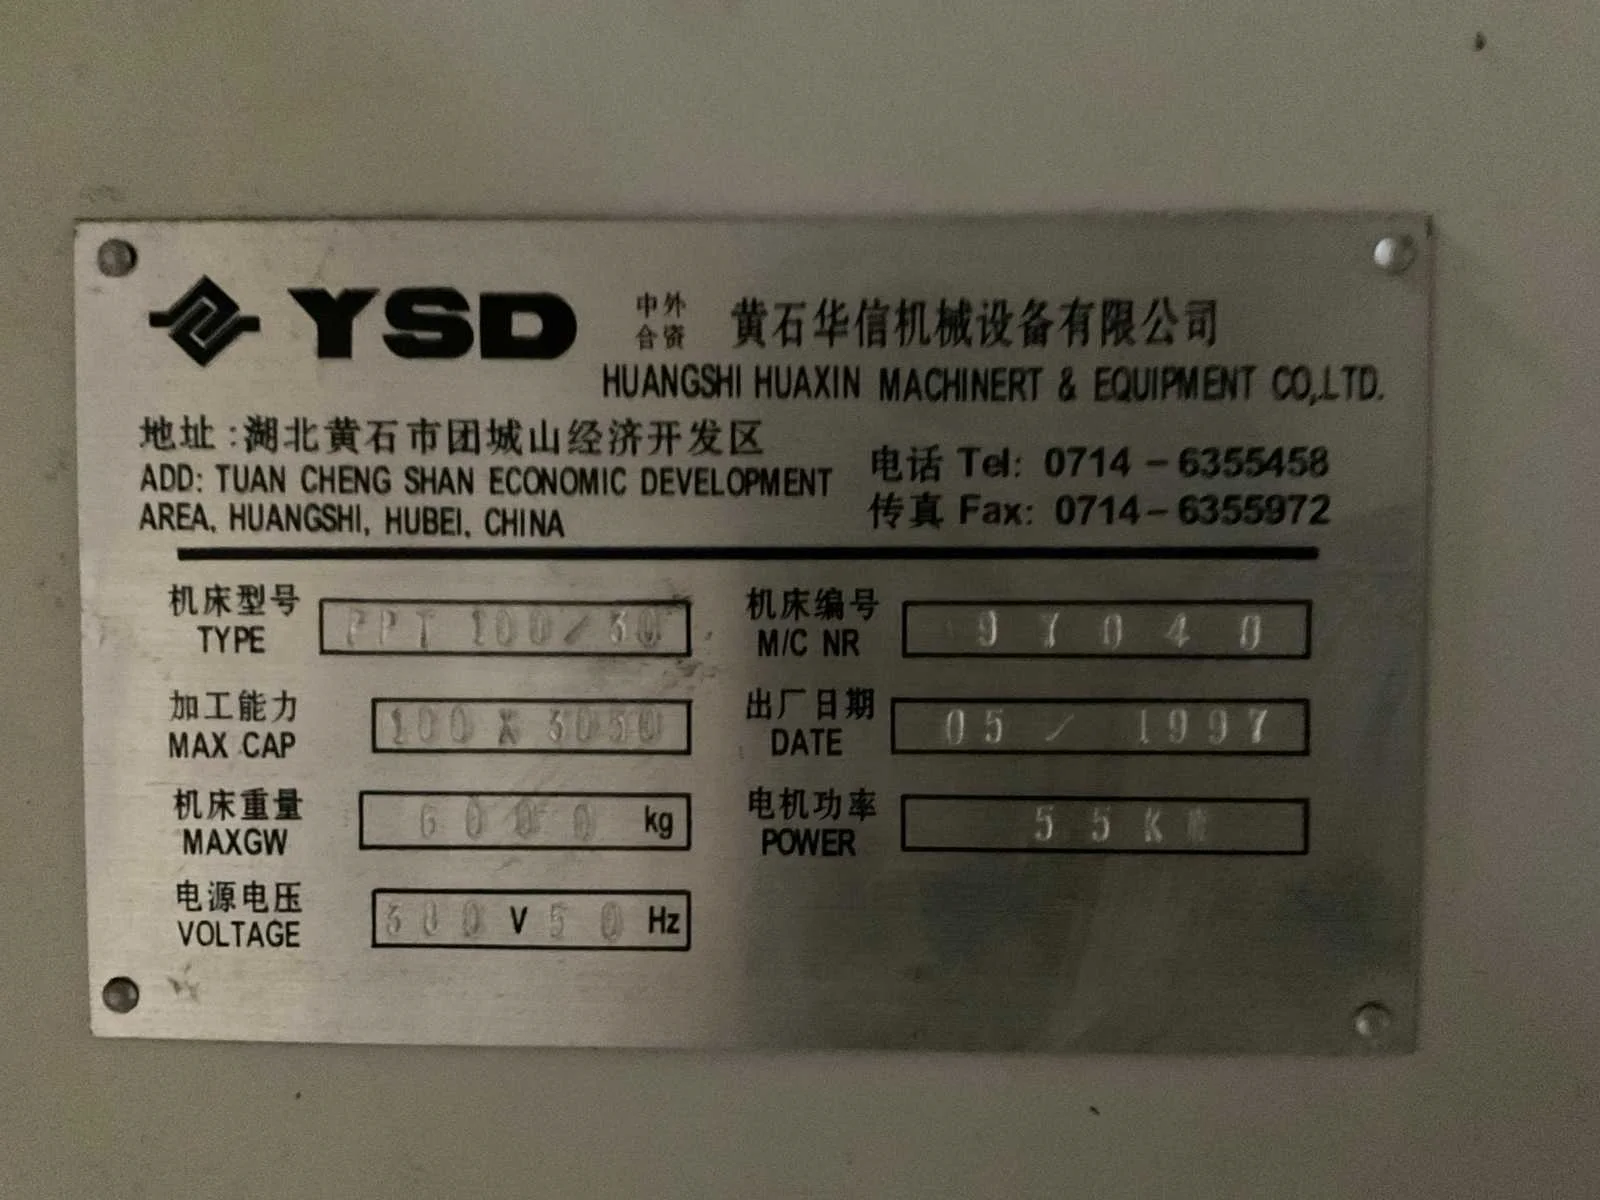 YSD 中外合资 黄石华信机械设备有限公司
HUANGSHI HUAXIN MACHINERT & EQUIPMENT CO,.LTD.
地址:湖北黄石市团城山经济开发区
ADD: TUAN CHENG SHAN ECONOMIC DEVELOPMENT
AREA, HUANGSHI, HUBEI, CHINA
电话 Tel: 0714-6355458
传真 Fax: 0714-6355972
机床型号 TYPE PPT 100/30
机床编号 M/C NR 97040
加工能力 MAX CAP 100 X 3050
出厂日期 DATE 05 / 1997
机床重量 MAXGW 6000 kg
电机功率 POWER 55KW
电源电压 VOLTAGE 380 V 50 Hz